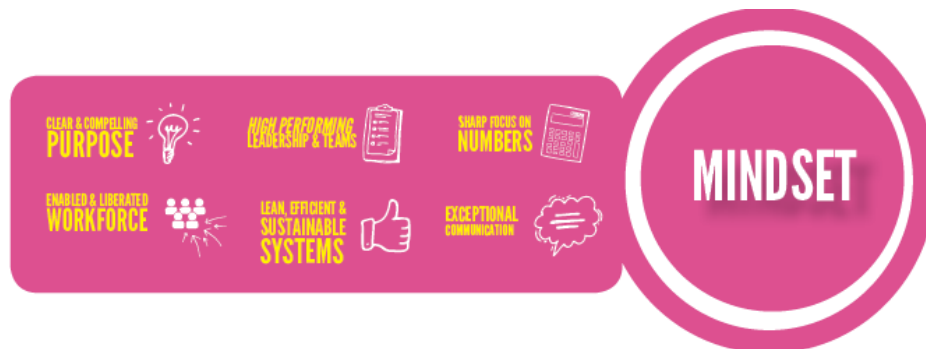 CLEAR & COMPELLING
PURPOSE
HIGH PERFORMING
LEADERSHIP & TEAMS
SHARP FOCUS ON
NUMBERS
ENABLED & LIBERATED
WORKFORCE
LEAN, EFFICIENT &
SUSTAINABLE
SYSTEMS
EXCEPTIONAL
COMMUNICATION
MINDSET